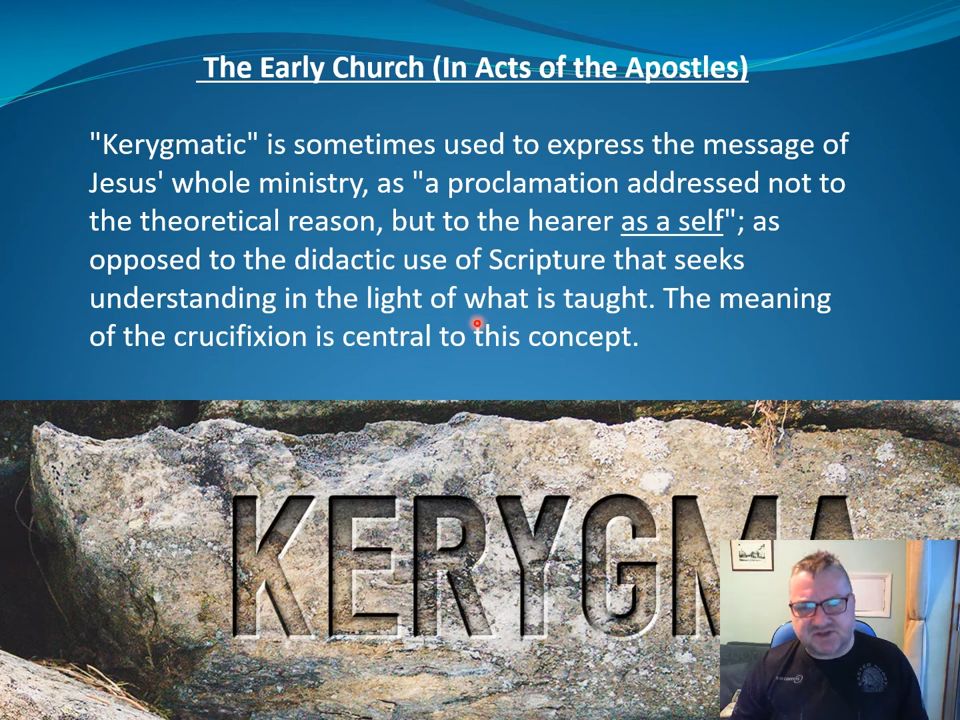 The Early Church (In Acts of the Apostles)
"Kerygmatic" is sometimes used to express the message of
Jesus' whole ministry, as "a proclamation addressed not to
the theoretical reason, but to the hearer as a self"; as
opposed to the didactic use of Scripture that seeks
understanding in the light of what is taught. The meaning
of the crucifixion is central to this concept.
KERYGMA